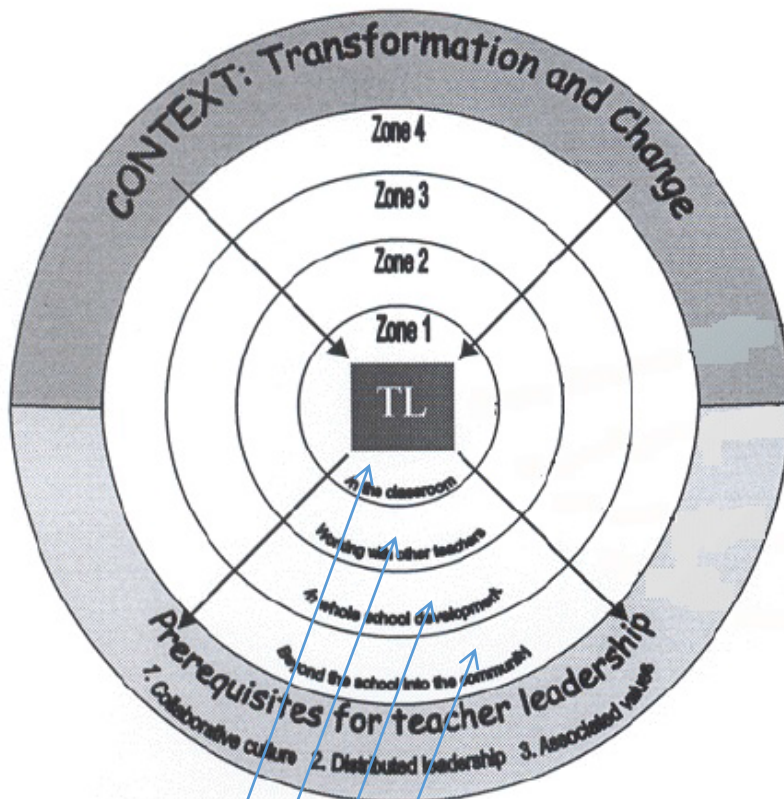 CONTEXT: Transformation and Change
Zone 4
Zone 3
Zone 2
Zone 1
TL
In the classroom
Working with other teachers
In whole school development
Beyond the school into the community
Prerequisites for teacher leadership
1. Collaborative culture 2. Distributed leadership 3. Associated values